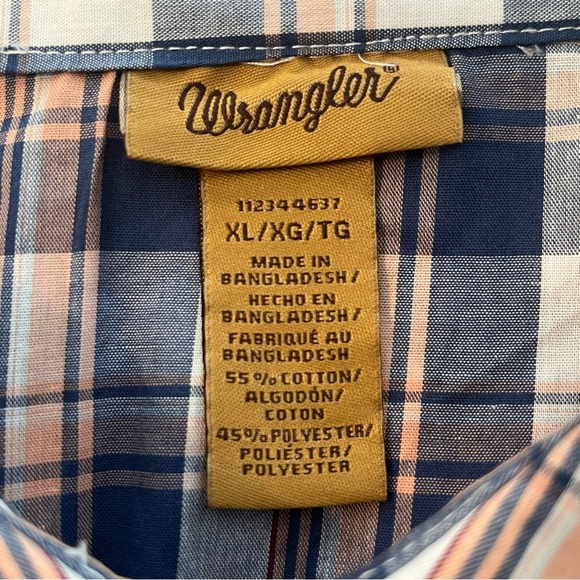 Wrangler®
112344637
XL/XG/TG
MADE IN
BANGLADESH/
HECHO EN
BANGLADESH/
FABRIQUÉ AU
BANGLADESH
55% COTTON/
ALGODÓN/
COTON
45% POLYESTER/
POLIÉSTER/
POLYESTER